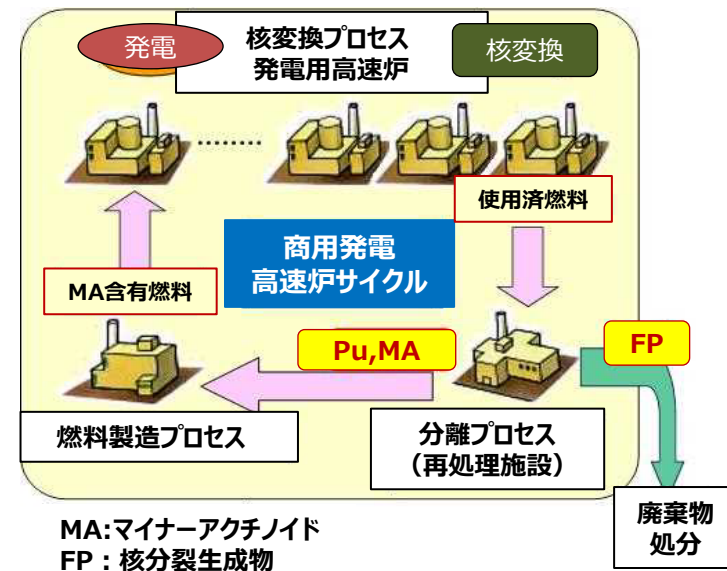 発電
核変換プロセス
発電用高速炉
核変換
········
使用済燃料
商用発電
高速炉サイクル
MA含有燃料
Pu,MA
FP
燃料製造プロセス
分離プロセス
（再処理施設）
廃棄物
処分
MA:マイナーアクチノイド
FP：核分裂生成物